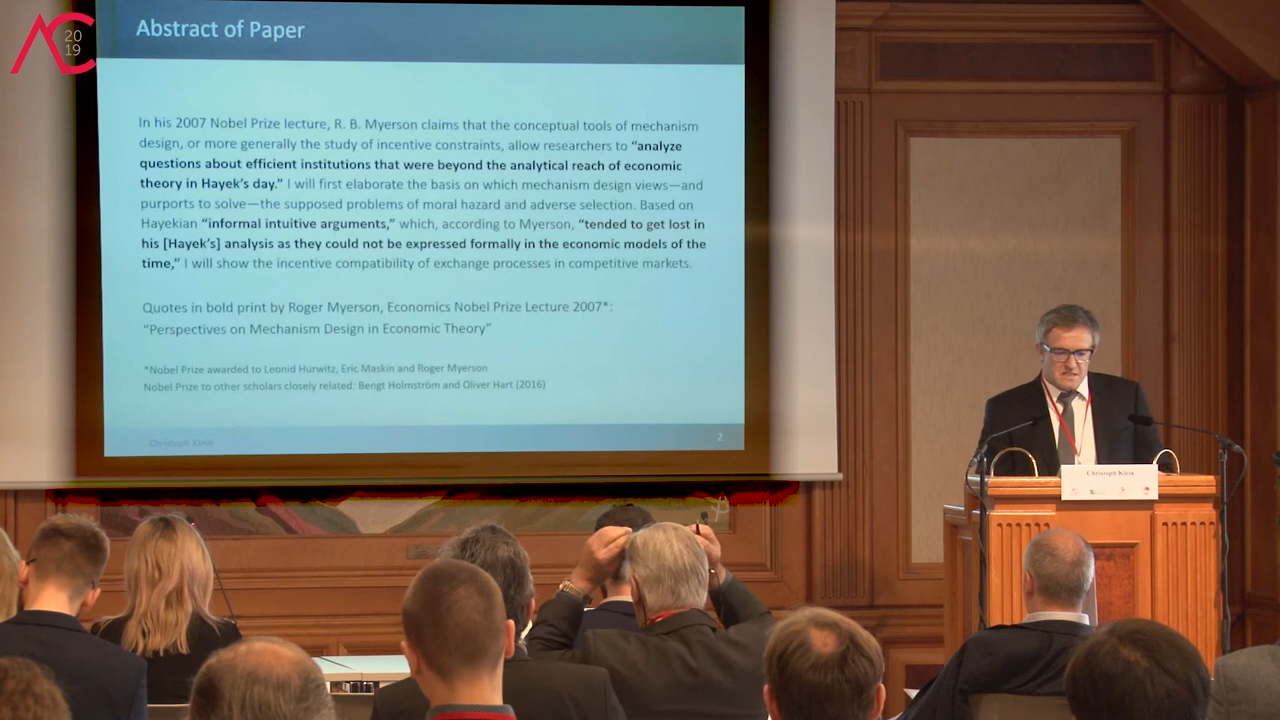 AC
20
19
Abstract of Paper
In his 2007 Nobel Prize lecture, R. B. Myerson claims that the conceptual tools of mechanism
design, or more generally the study of incentive constraints, allow researchers to “analyze
questions about efficient institutions that were beyond the analytical reach of economic
theory in Hayek’s day.” I will first elaborate the basis on which mechanism design views—and
purports to solve—the supposed problems of moral hazard and adverse selection. Based on
Hayekian “informal intuitive arguments,” which, according to Myerson, “tended to get lost in
his [Hayek’s] analysis as they could not be expressed formally in the economic models of the
time,” I will show the incentive compatibility of exchange processes in competitive markets.
Quotes in bold print by Roger Myerson, Economics Nobel Prize Lecture 2007*:
“Perspectives on Mechanism Design in Economic Theory”
*Nobel Prize awarded to Leonid Hurwitz, Eric Maskin and Roger Myerson
Nobel Prize to other scholars closely related: Bengt Holmström and Oliver Hart (2016)
Christoph Klein
2
Christoph Klein